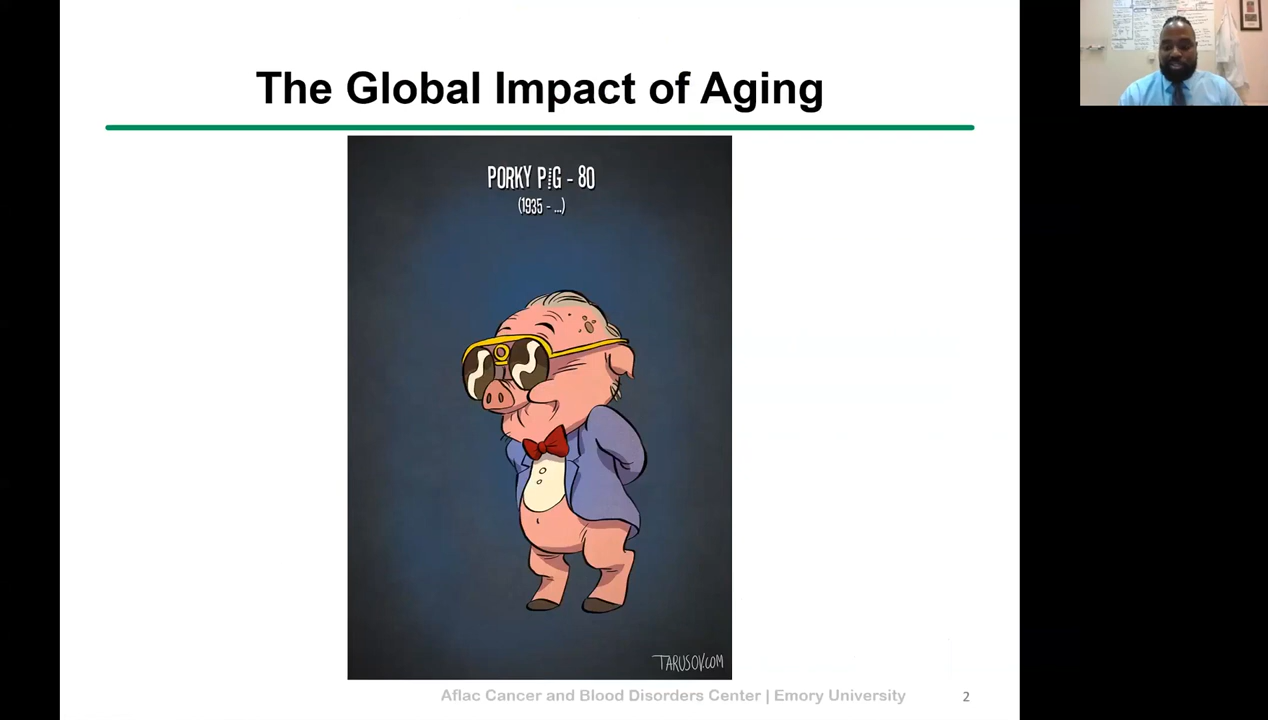 The Global Impact of Aging
PORKY PIG - 80
(1935 - ...)
TARUSOV.COM
Aflac Cancer and Blood Disorders Center | Emory University
2